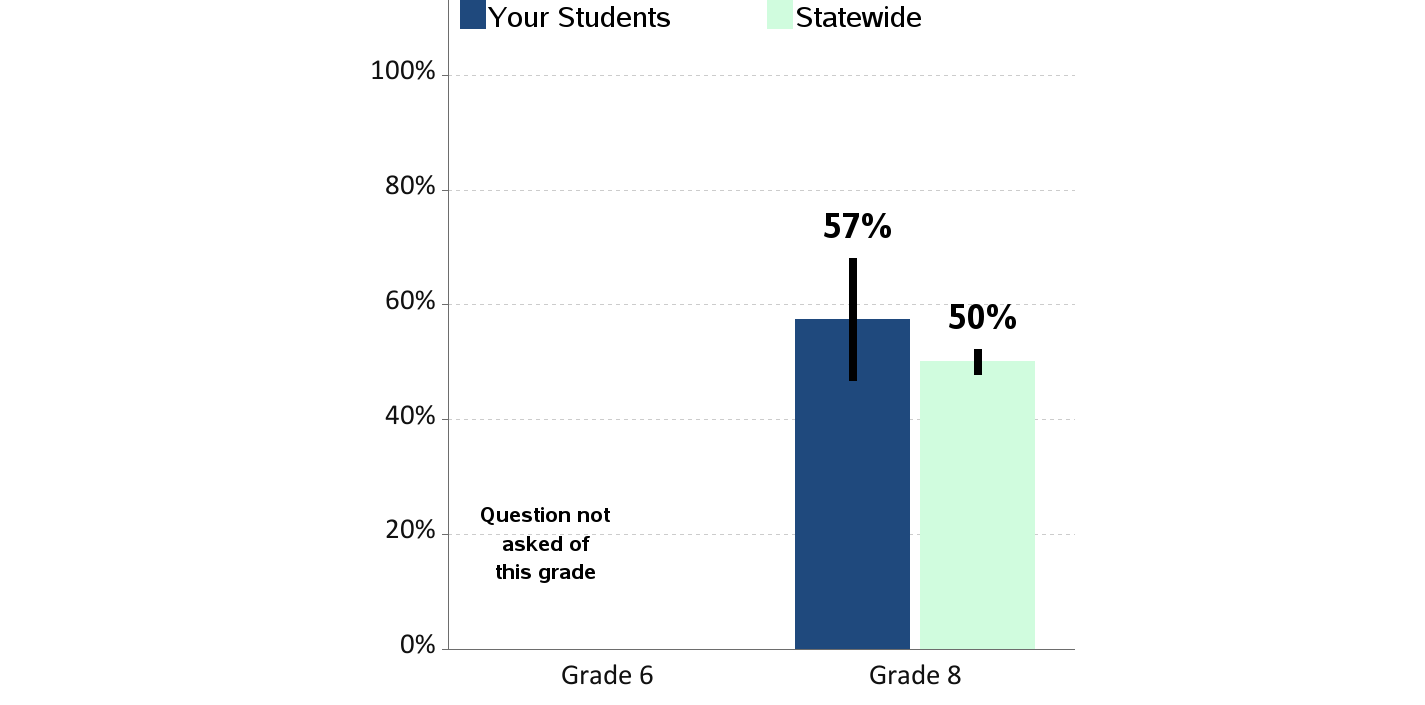 Your Students Statewide
100%
80%
57%
60%
50%
40%
Question not
asked of
this grade
20%
0%
Grade 6 Grade 8